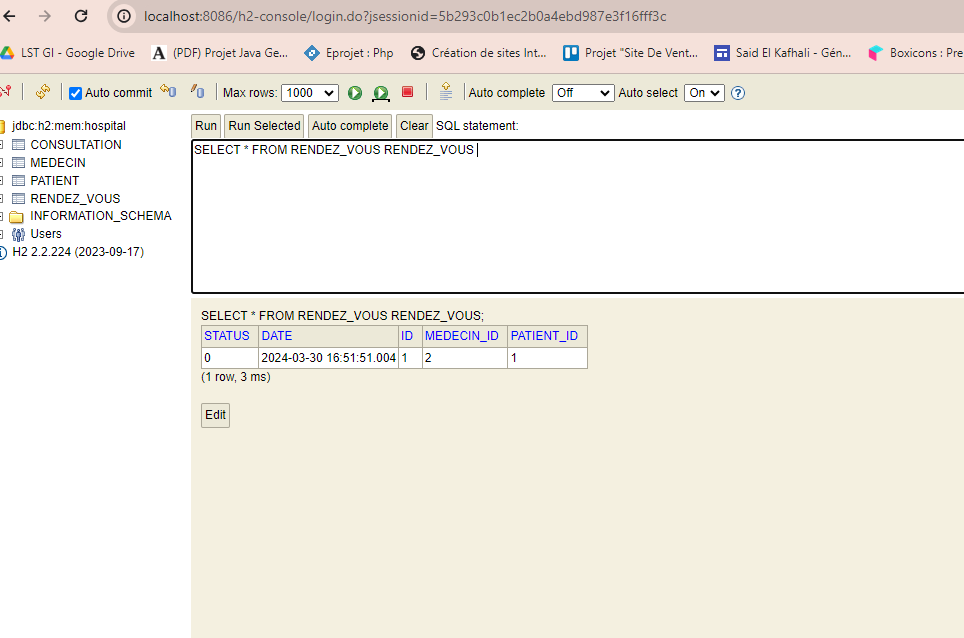 localhost:8086/h2-console/login.do?jsessionid=5b293c0b1ec2b0a4ebd987e3f16fff3c
LST GI - Google Drive
A (PDF) Projet Java Ge...
Eprojet : Php
Création de sites Int...
Projet "Site De Vent...
Said El Kafhali - Gén...
Boxicons : Pre
Auto commit
Max rows: 1000
Auto complete Off
Auto select On ?
jdbc:h2:mem:hospital
CONSULTATION
MEDECIN
PATIENT
RENDEZ_VOUS
INFORMATION_SCHEMA
Users
H2 2.2.224 (2023-09-17)
Run Run Selected Auto complete Clear SQL statement:
SELECT * FROM RENDEZ_VOUS RENDEZ_VOUS
SELECT * FROM RENDEZ_VOUS RENDEZ_VOUS;
STATUS DATE ID MEDECIN_ID PATIENT_ID
0 2024-03-30 16:51:51.004 1 2 1
(1 row, 3 ms)
Edit